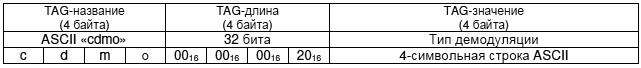 TAG-название (4 байта) TAG-длина (4 байта) TAG-значение (4 байта)
ASCII «cdmo» 32 бита Тип демодуляции
c d m o 00₁₆ 00₁₆ 00₁₆ 20₁₆ 4-символьная строка ASCII